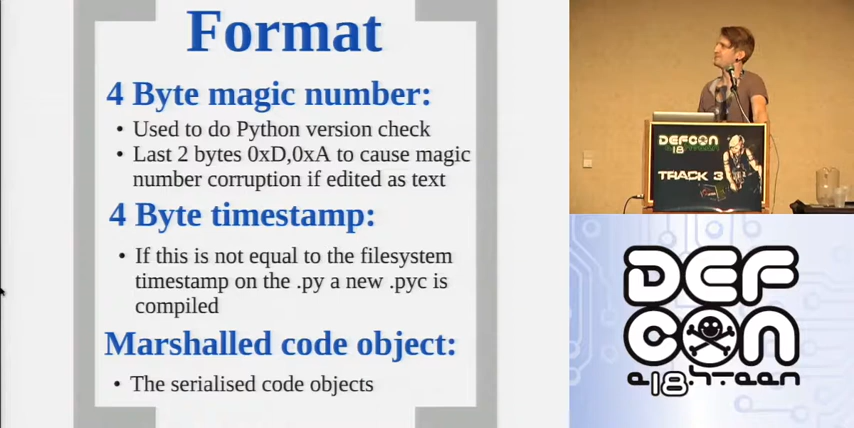 Format
4 Byte magic number:
• Used to do Python version check
• Last 2 bytes 0xD,0xA to cause magic
number corruption if edited as text
4 Byte timestamp:
• If this is not equal to the filesystem
timestamp on the .py a new .pyc is
compiled
Marshalled code object:
• The serialised code objects
DEFCON
18
TRACK 3
DEF
CON
e18hteen